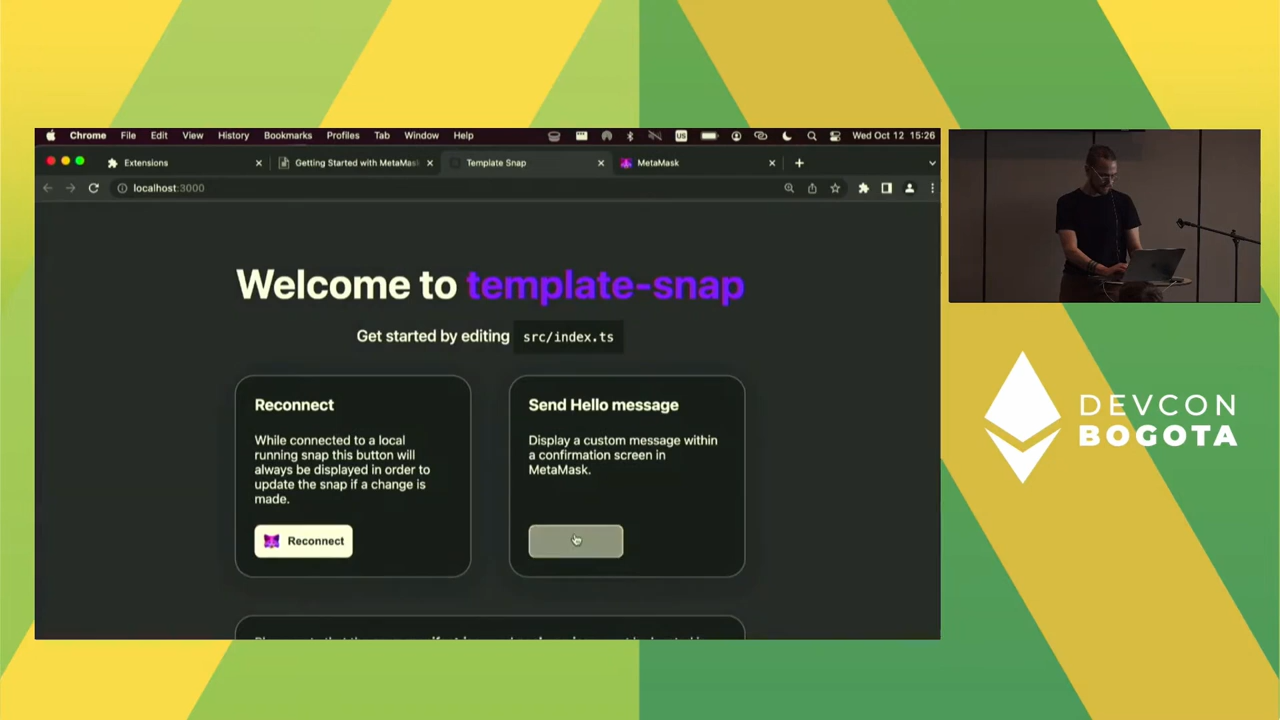 Chrome File Edit View History Bookmarks Profiles Tab Window Help
US
Wed Oct 12 15:26
Extensions
Getting Started with MetaMas
Template Snap
MetaMask
localhost:3000
Welcome to template-snap
Get started by editing src/index.ts
Reconnect
While connected to a local
running snap this button will
always be displayed in order to
update the snap if a change is
made.
Reconnect
Send Hello message
Display a custom message within
a confirmation screen in
MetaMask.
DEVCON
BOGOTA